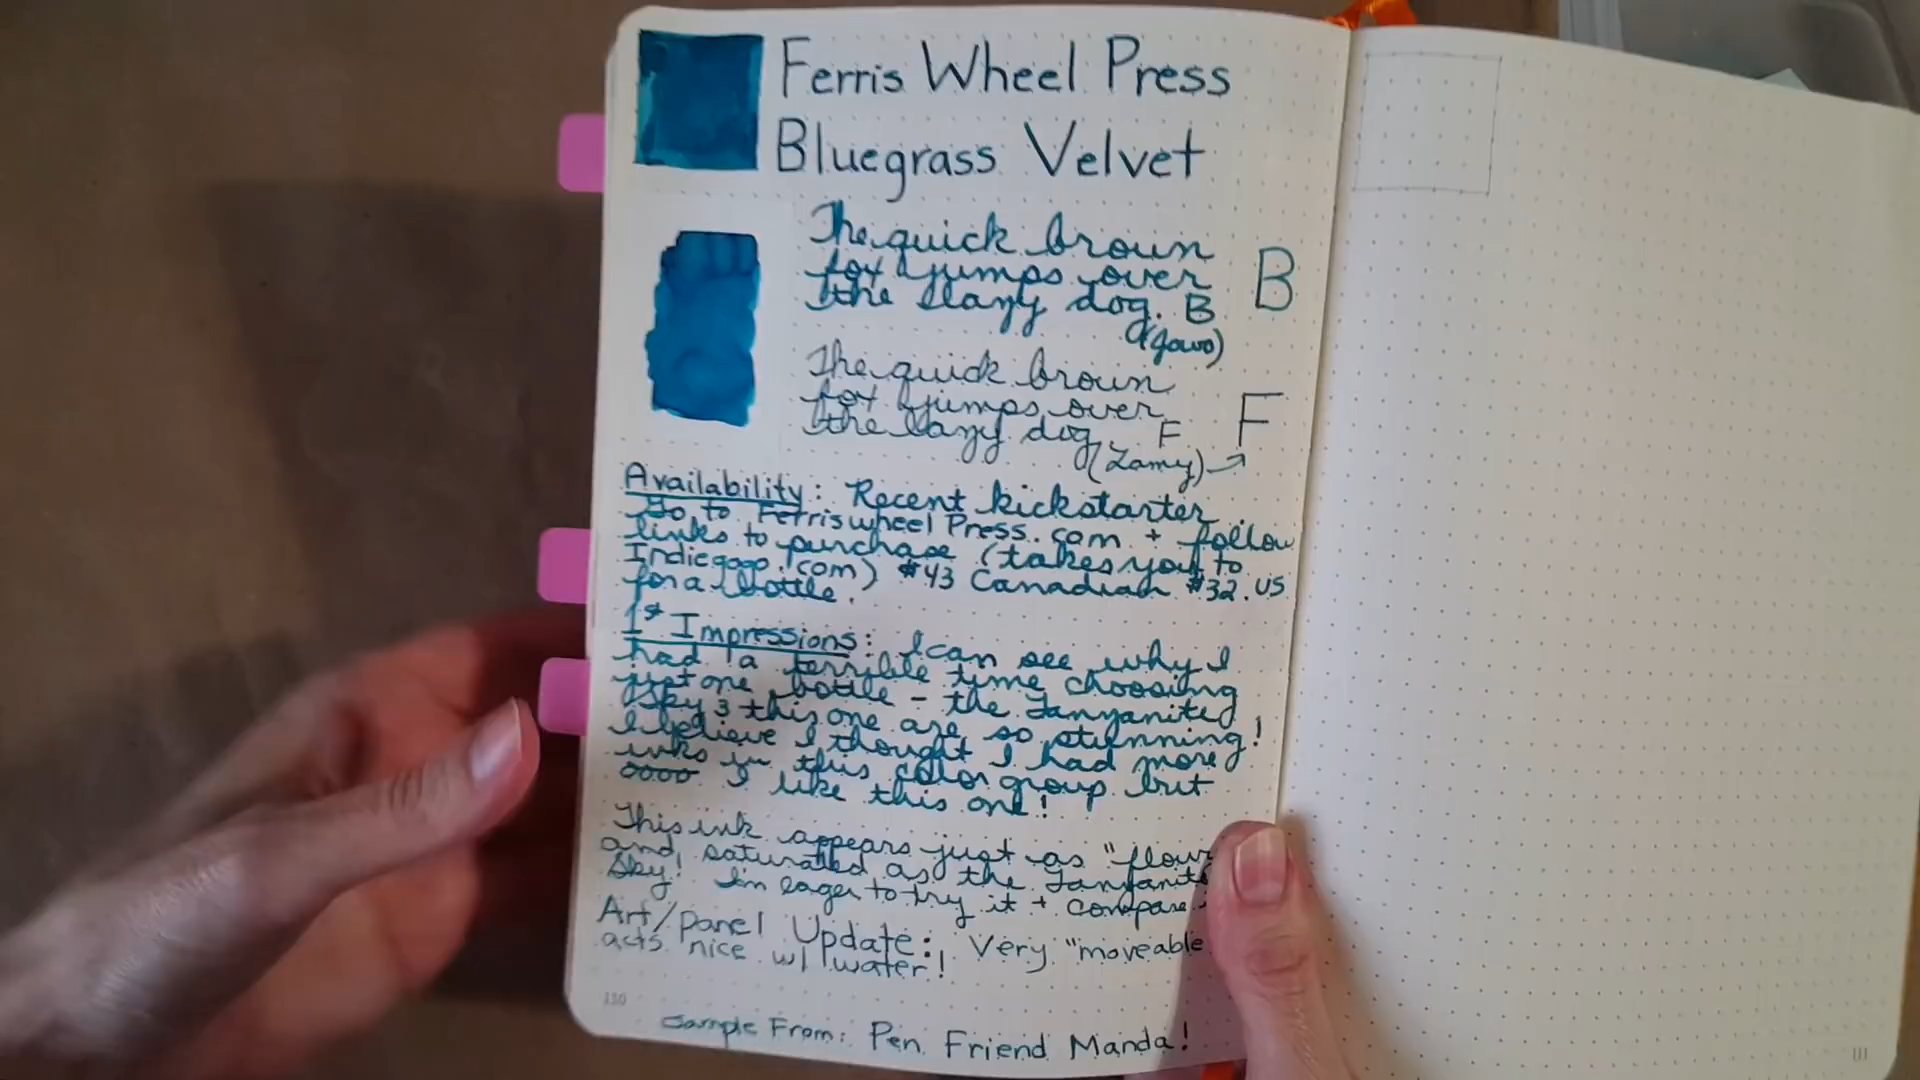 Ferris Wheel Press
Bluegrass Velvet
The quick brown
fox jumps over
the lazy dog. B
(Jowo)
B
The quick brown
fox jumps over
the lazy dog. F
(Lamy)→
F
Availability: Recent kickstarter.
Go to Ferriswheel Press.com + follow
links to purchase (takes you to
Indiegogo.com) $43 Canadian $32.US
for a bottle.
1st Impressions: I can see why I
had a terrible time choosing
just one bottle - the Tanzanite
Sky & this one are so stunning!
I believe I thought I had more
inks in this color group but
I like this one!
This ink appears just as "flowy
and saturated as the Tanzanite
Sky! I'm eager to try it + compare
Art/panel Update: Very "moveable
acts nice w/ water!
110
Sample From: Pen Friend Manda!
111